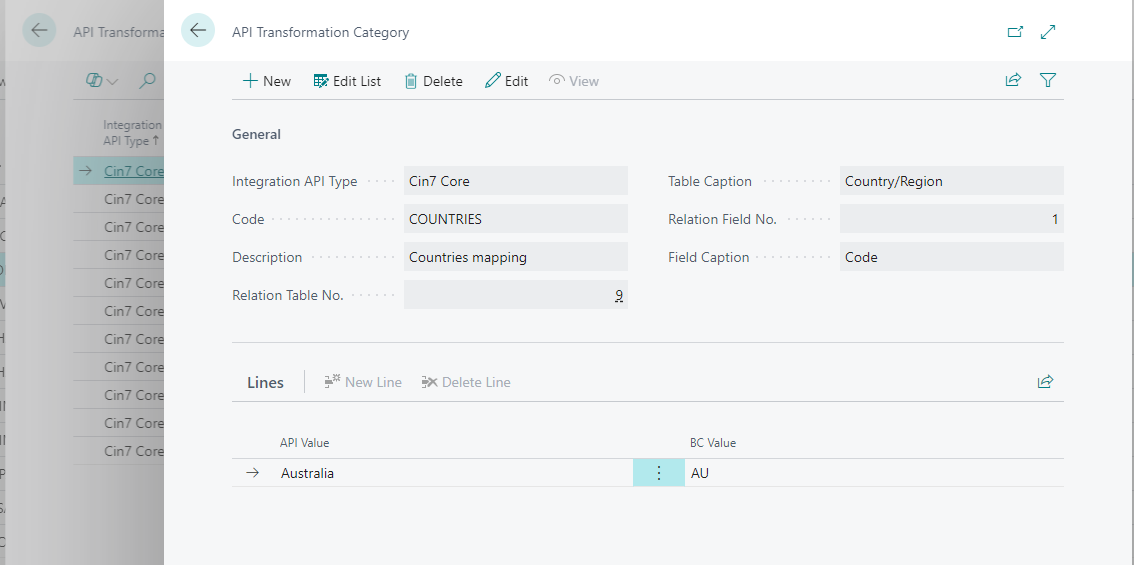 API Transforma
API Transformation Category
New Edit List Delete Edit View
Integration
API Type ↑
Cin7 Core
Cin7 Core
Cin7 Core
Cin7 Core
Cin7 Core
Cin7 Core
Cin7 Core
Cin7 Core
Cin7 Core
Cin7 Core
Cin7 Core
General
Integration API Type Cin7 Core Table Caption Country/Region
Code COUNTRIES Relation Field No. 1
Description Countries mapping Field Caption Code
Relation Table No. 9
Lines New Line Delete Line
API Value BC Value
Australia AU